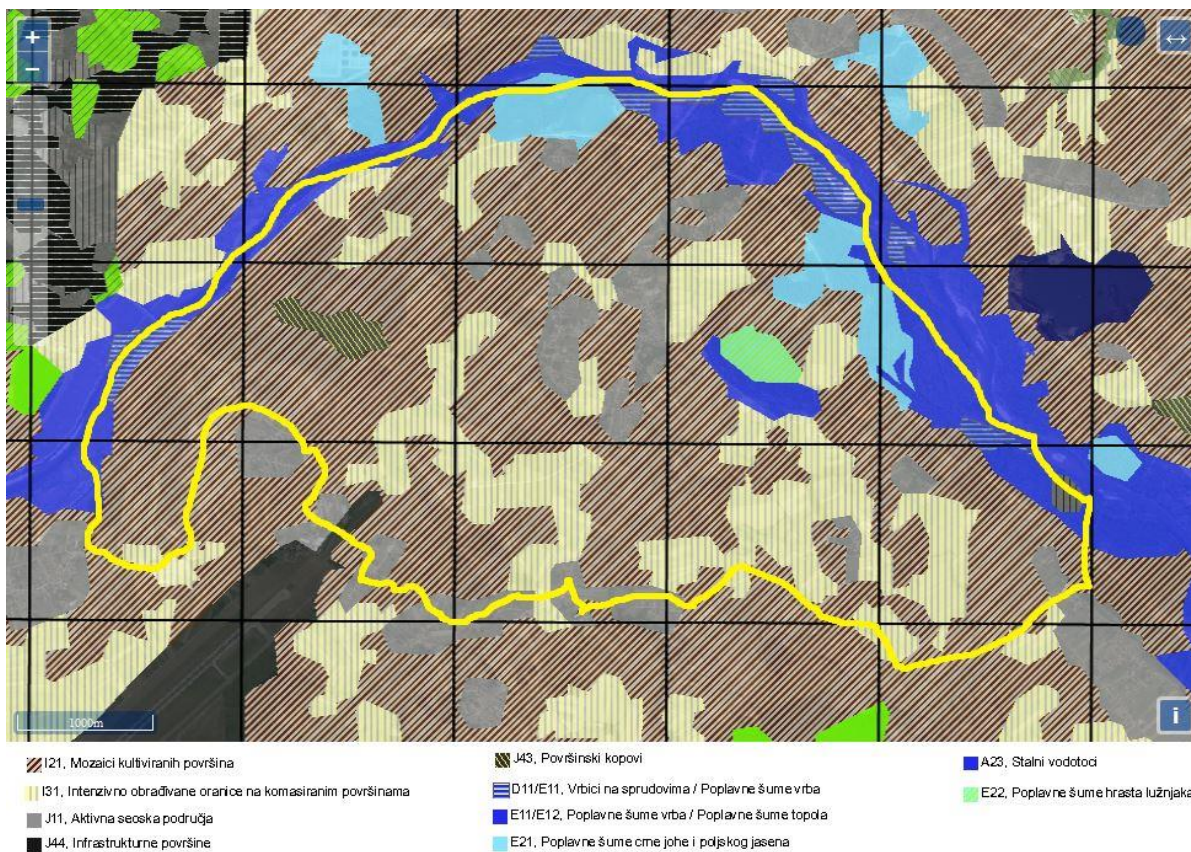 +
−
↔
1000m
i
I21, Mozaici kultiviranih površina
I31, Intenzivno obrađivane oranice na komasiranim površinama
J11, Aktivna seoska područja
J44, Infrastrukturne površine
J43, Površinski kopovi
D11/E11, Vrbici na sprudovima / Poplavne šume vrba
E11/E12, Poplavne šume vrba / Poplavne šume topola
E21, Poplavne šume crne johe i poljskog jasena
A23, Stalni vodotoci
E22, Poplavne šume hrasta lužnjaka